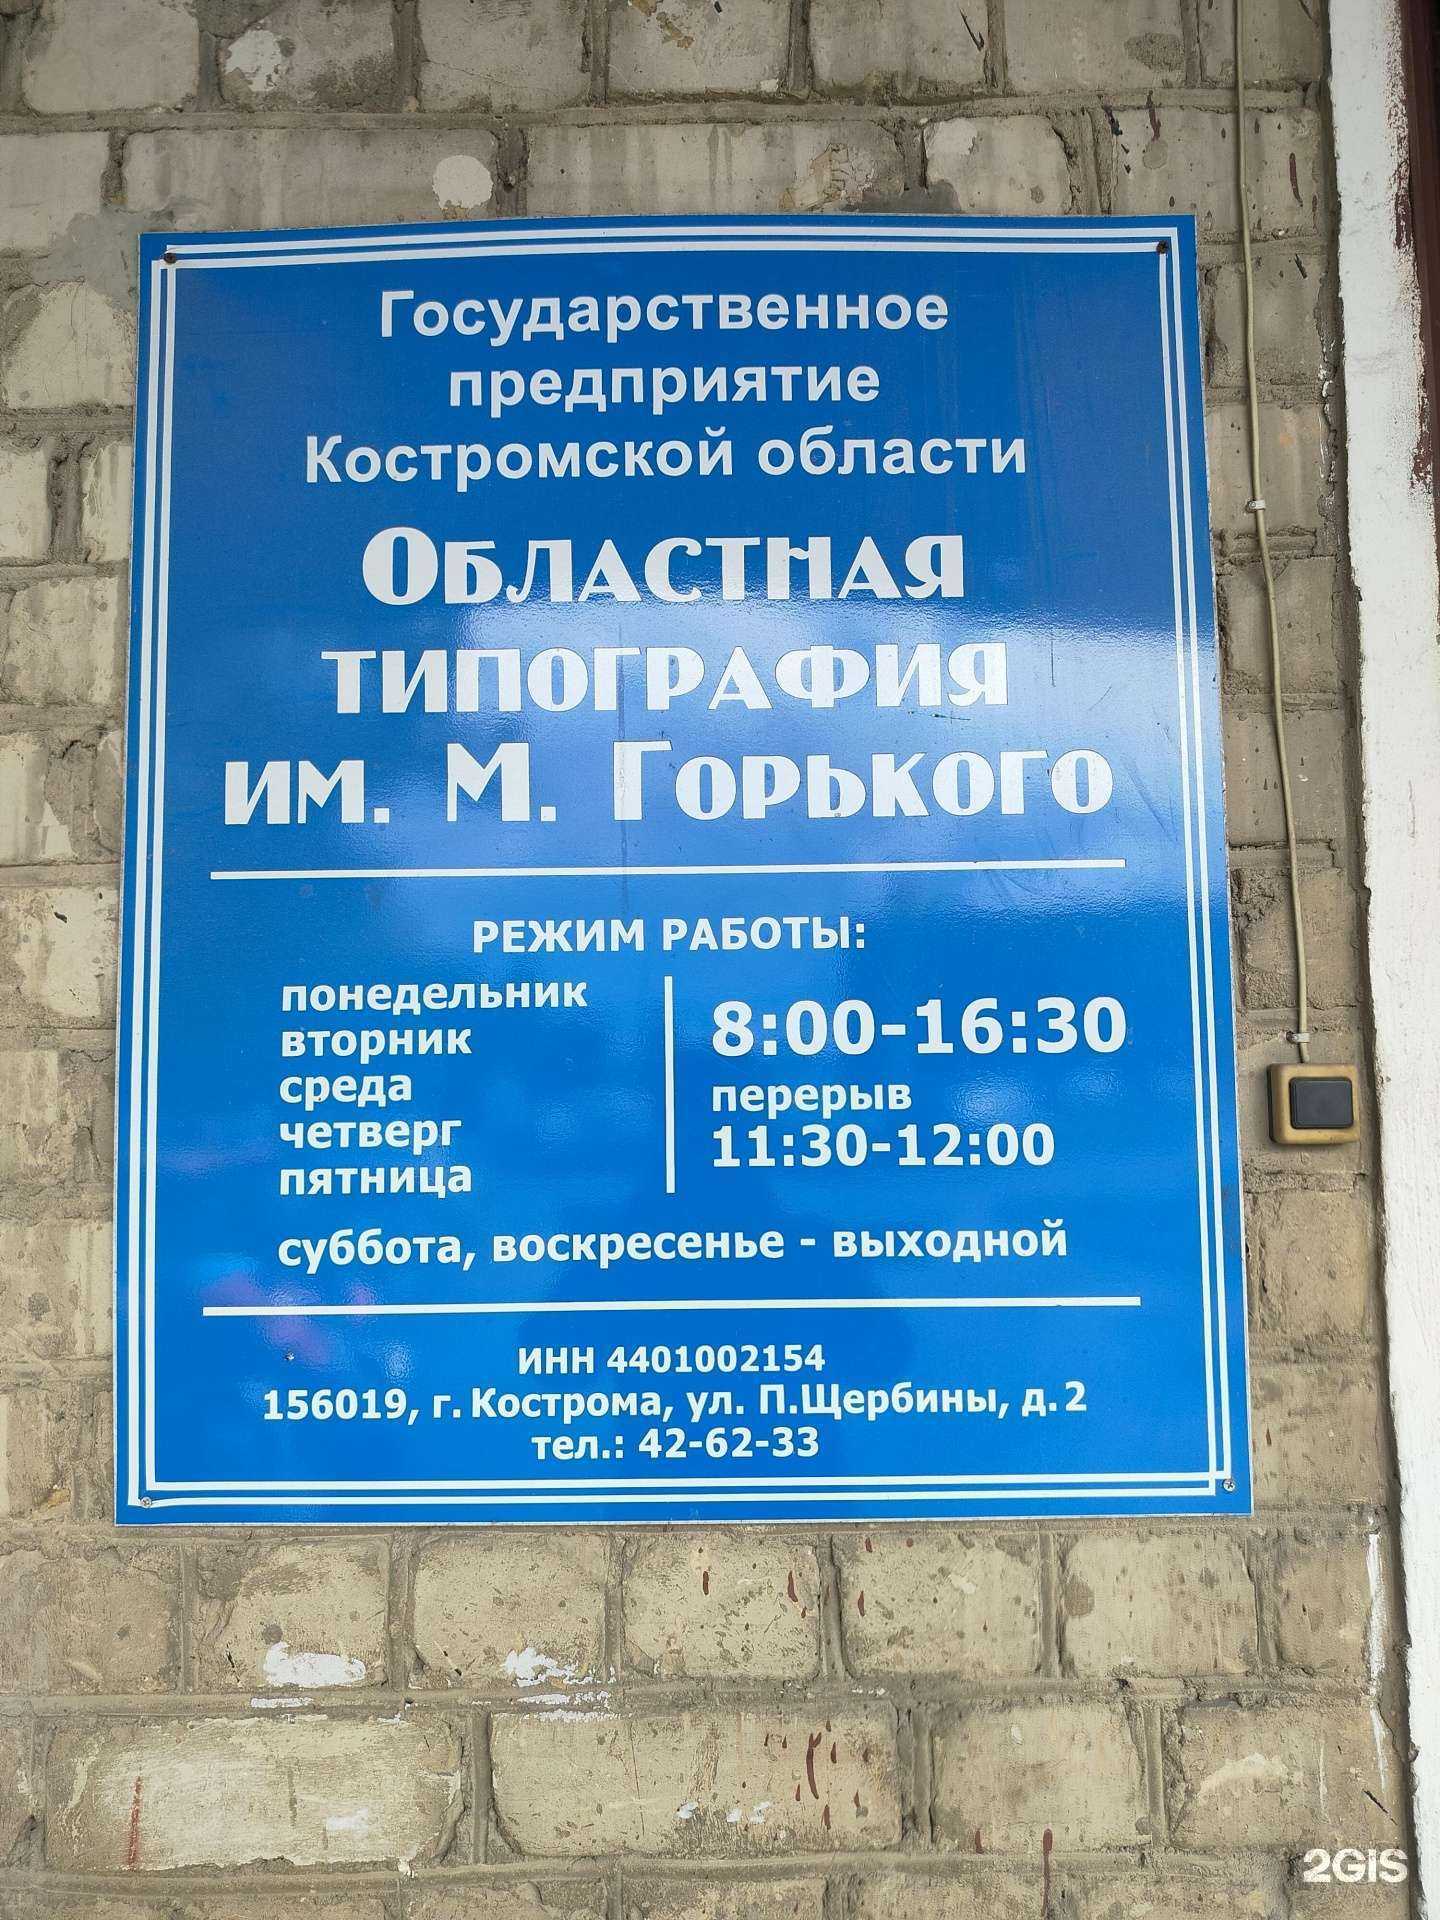 Государственное
предприятие
Костромской области
Областная
типография
им. М. Горького
РЕЖИМ РАБОТЫ:
понедельник
вторник
среда
четверг
пятница
8:00-16:30
перерыв
11:30-12:00
суббота, воскресенье - выходной
ИНН 4401002154
156019, г. Кострома, ул. П.Щербины, д. 2
тел.: 42-62-33
2GIS